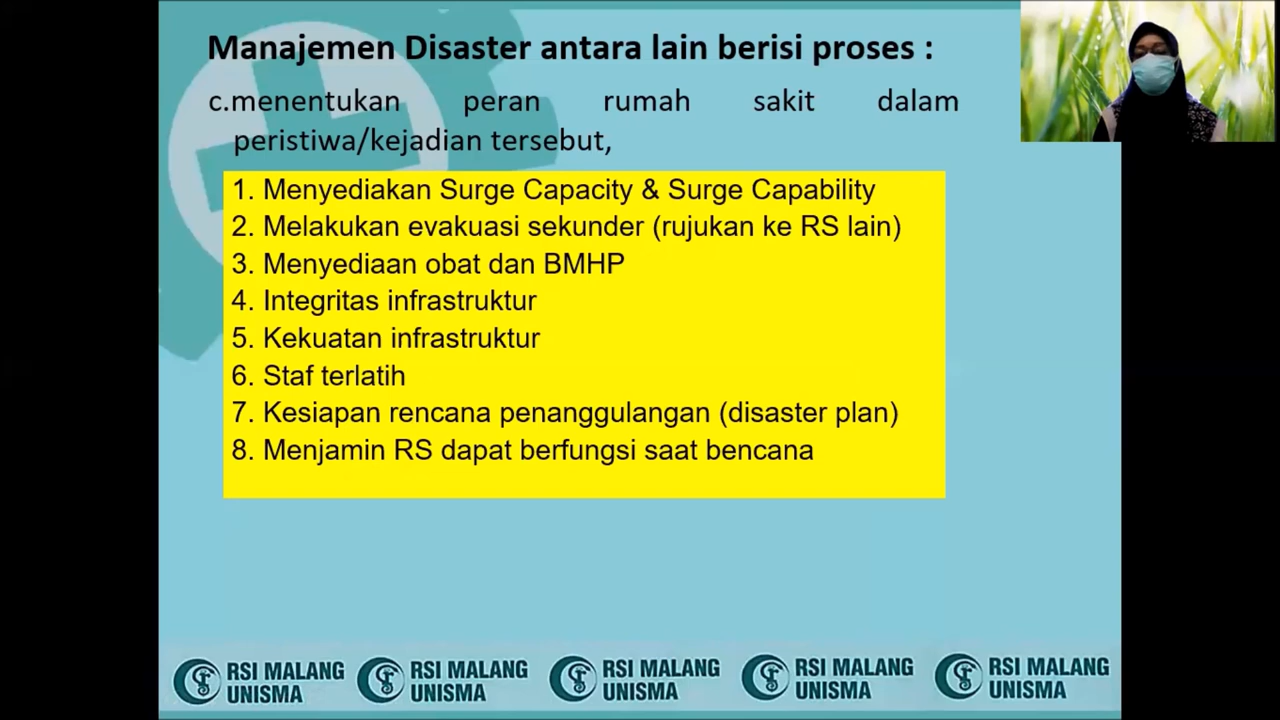 Manajemen Disaster antara lain berisi proses :
c.menentukan peran rumah sakit dalam
peristiwa/kejadian tersebut,
1. Menyediakan Surge Capacity & Surge Capability
2. Melakukan evakuasi sekunder (rujukan ke RS lain)
3. Menyediaan obat dan BMHP
4. Integritas infrastruktur
5. Kekuatan infrastruktur
6. Staf terlatih
7. Kesiapan rencana penanggulangan (disaster plan)
8. Menjamin RS dapat berfungsi saat bencana
RSI MALANG
UNISMA
RSI MALANG
UNISMA
RSI MALANG
UNISMA
RSI MALANG
UNISMA
RSI MALANG
UNISMA